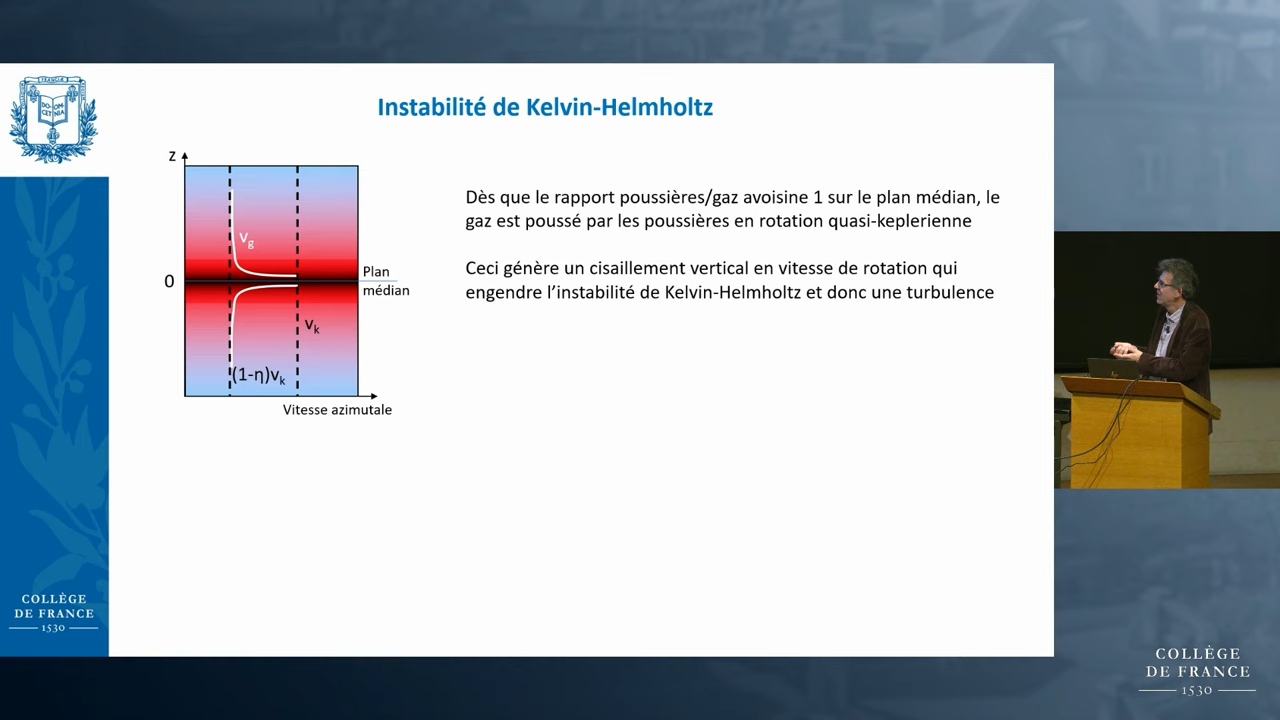 Instabilité de Kelvin-Helmholtz
z
v_g
0
Plan
médian
v_k
(1-η)v_k
Vitesse azimutale
Dès que le rapport poussières/gaz avoisine 1 sur le plan médian, le
gaz est poussé par les poussières en rotation quasi-keplerienne
Ceci génère un cisaillement vertical en vitesse de rotation qui
engendre l’instabilité de Kelvin-Helmholtz et donc une turbulence
COLLÈGE
DE FRANCE
1530
COLLÈGE
DE FRANCE
1530